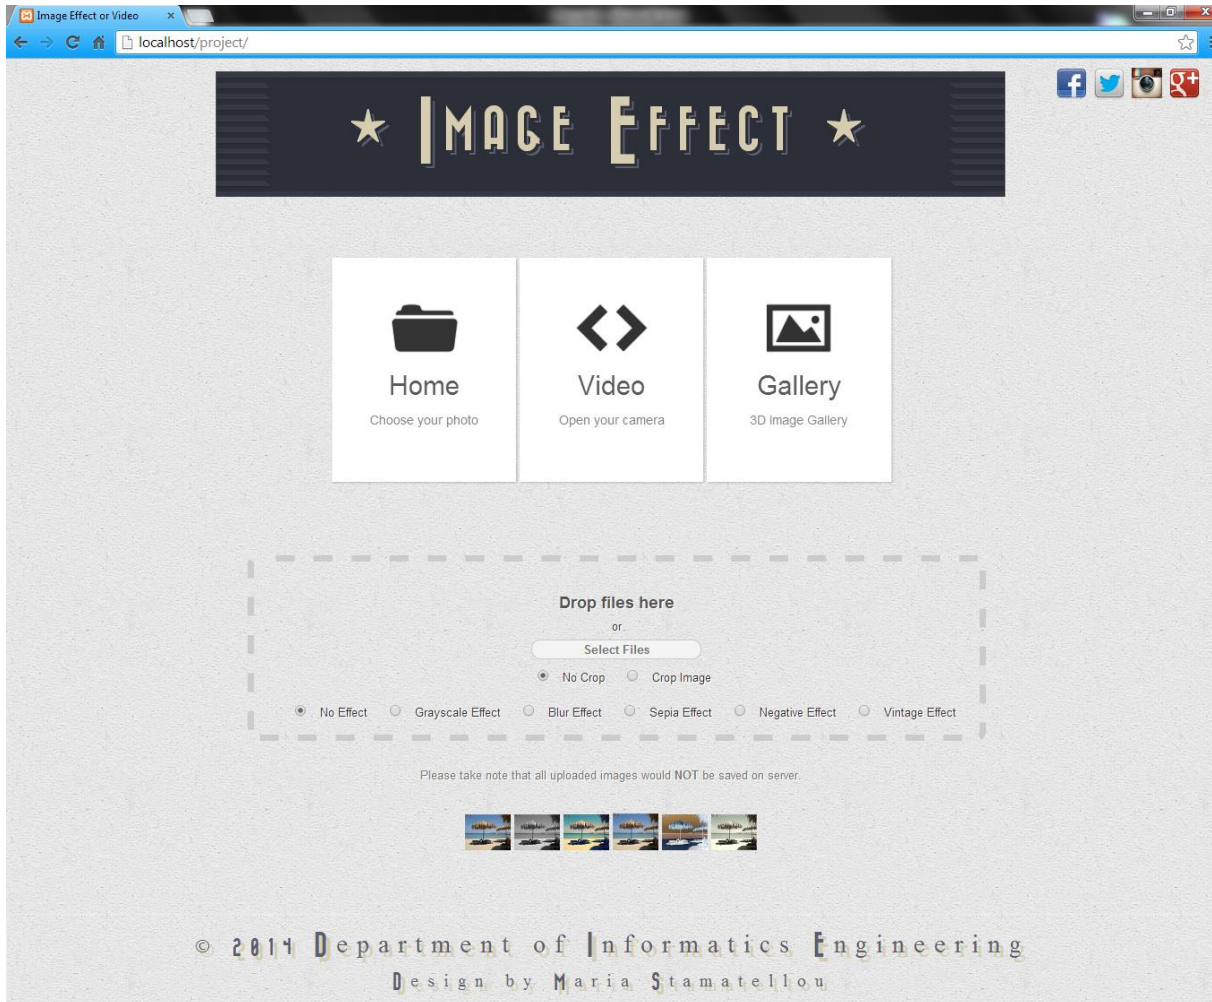 Image Effect or Video
localhost/project/
★ IMAGE EFFECT ★
Home
Choose your photo
Video
Open your camera
Gallery
3D Image Gallery
Drop files here
or
Select Files
No Crop Crop Image
No Effect Grayscale Effect Blur Effect Sepia Effect Negative Effect Vintage Effect
Please take note that all uploaded images would NOT be saved on server.
© 2014 Department of Informatics Engineering
Design by Maria Stamatellou